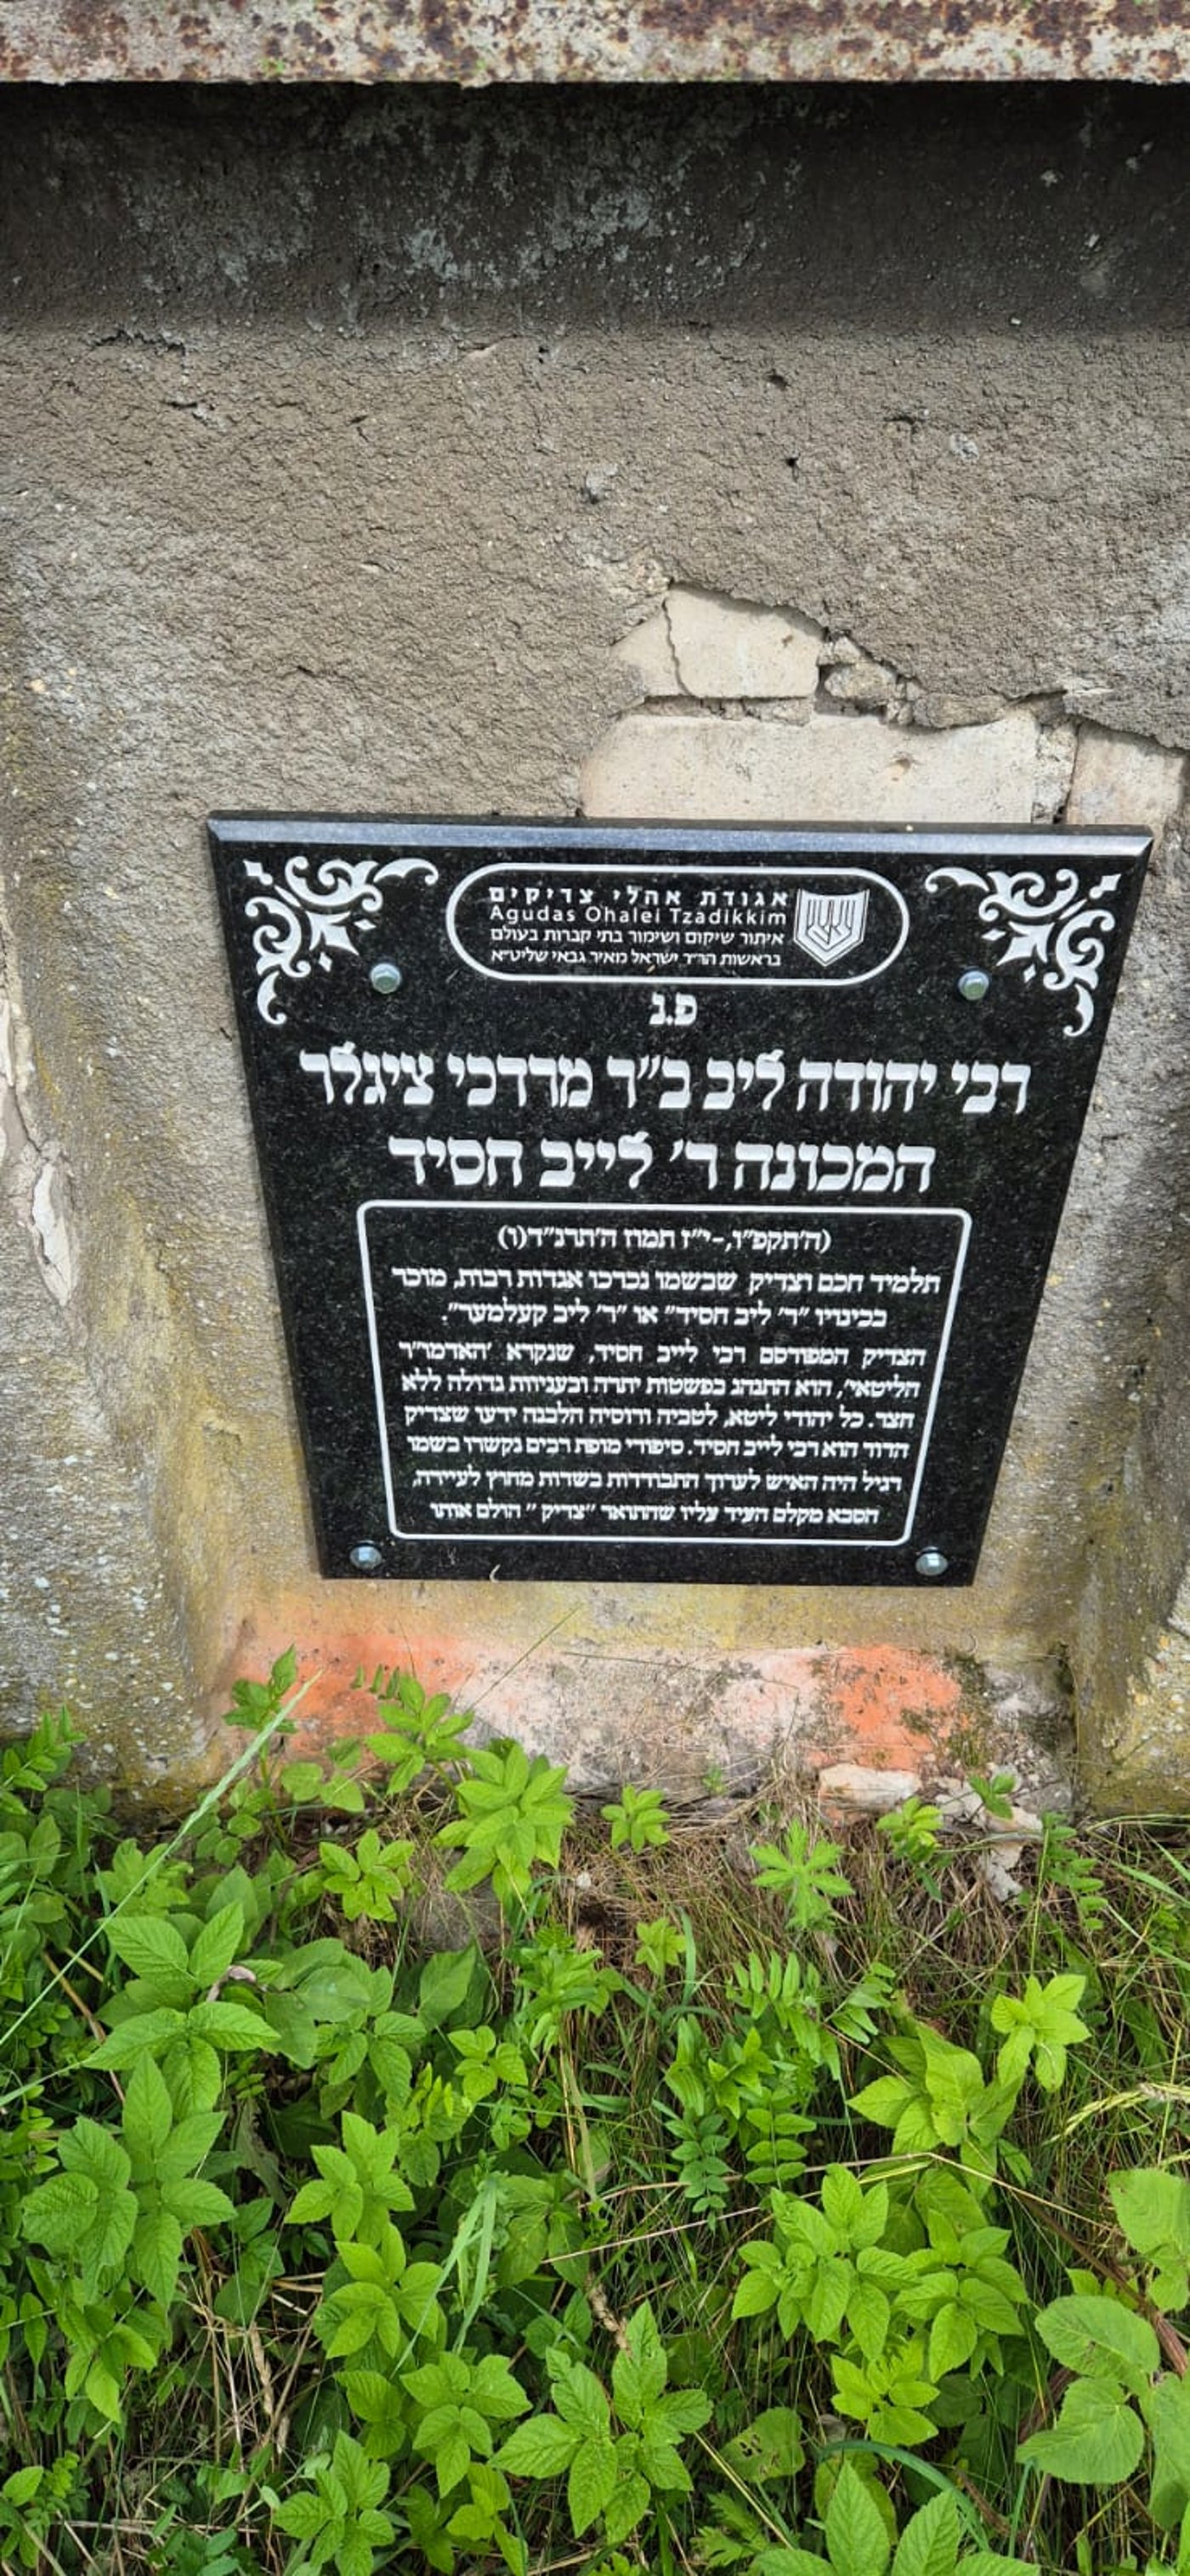 אגודת אהלי צדיקים
Agudas Ohalei Tzadikkim
איתור שיקום ושימור בתי קברות בעולם
בראשות הר״ר ישראל מאיר גבאי שליט״א
פ.נ
רבי יהודה ליב ב״ר מרדכי ציגלר
המכונה ר׳ לייב חסיד
(ה׳תקפ״ו,-י״ז תמוז ה׳תרנ״ד(ו)
תלמיד חכם וצדיק שבשמו נכרכו אגדות רבות, מוכר
בכינויו ״ר׳ ליב חסיד״ או ״ר׳ ליב קעלמער״.
הצדיק המפורסם רבי לייב חסיד, שנקרא ׳האדמו״ר
הליטאי׳, הוא התנהג בפשטות יתרה ובעניוות גדולה ללא
חצר. כל יהודי ליטא, לטביה ורוסיה הלבנה ידעו שצדיק
הדור הוא רבי לייב חסיד. סיפורי מופת רבים נקשרו בשמו
רגיל היה האיש לערוך התבודדות בשדות מחוץ לעיירה,
הסבא מקלם העיד עליו שהתואר ״צדיק ״ הולם אותו